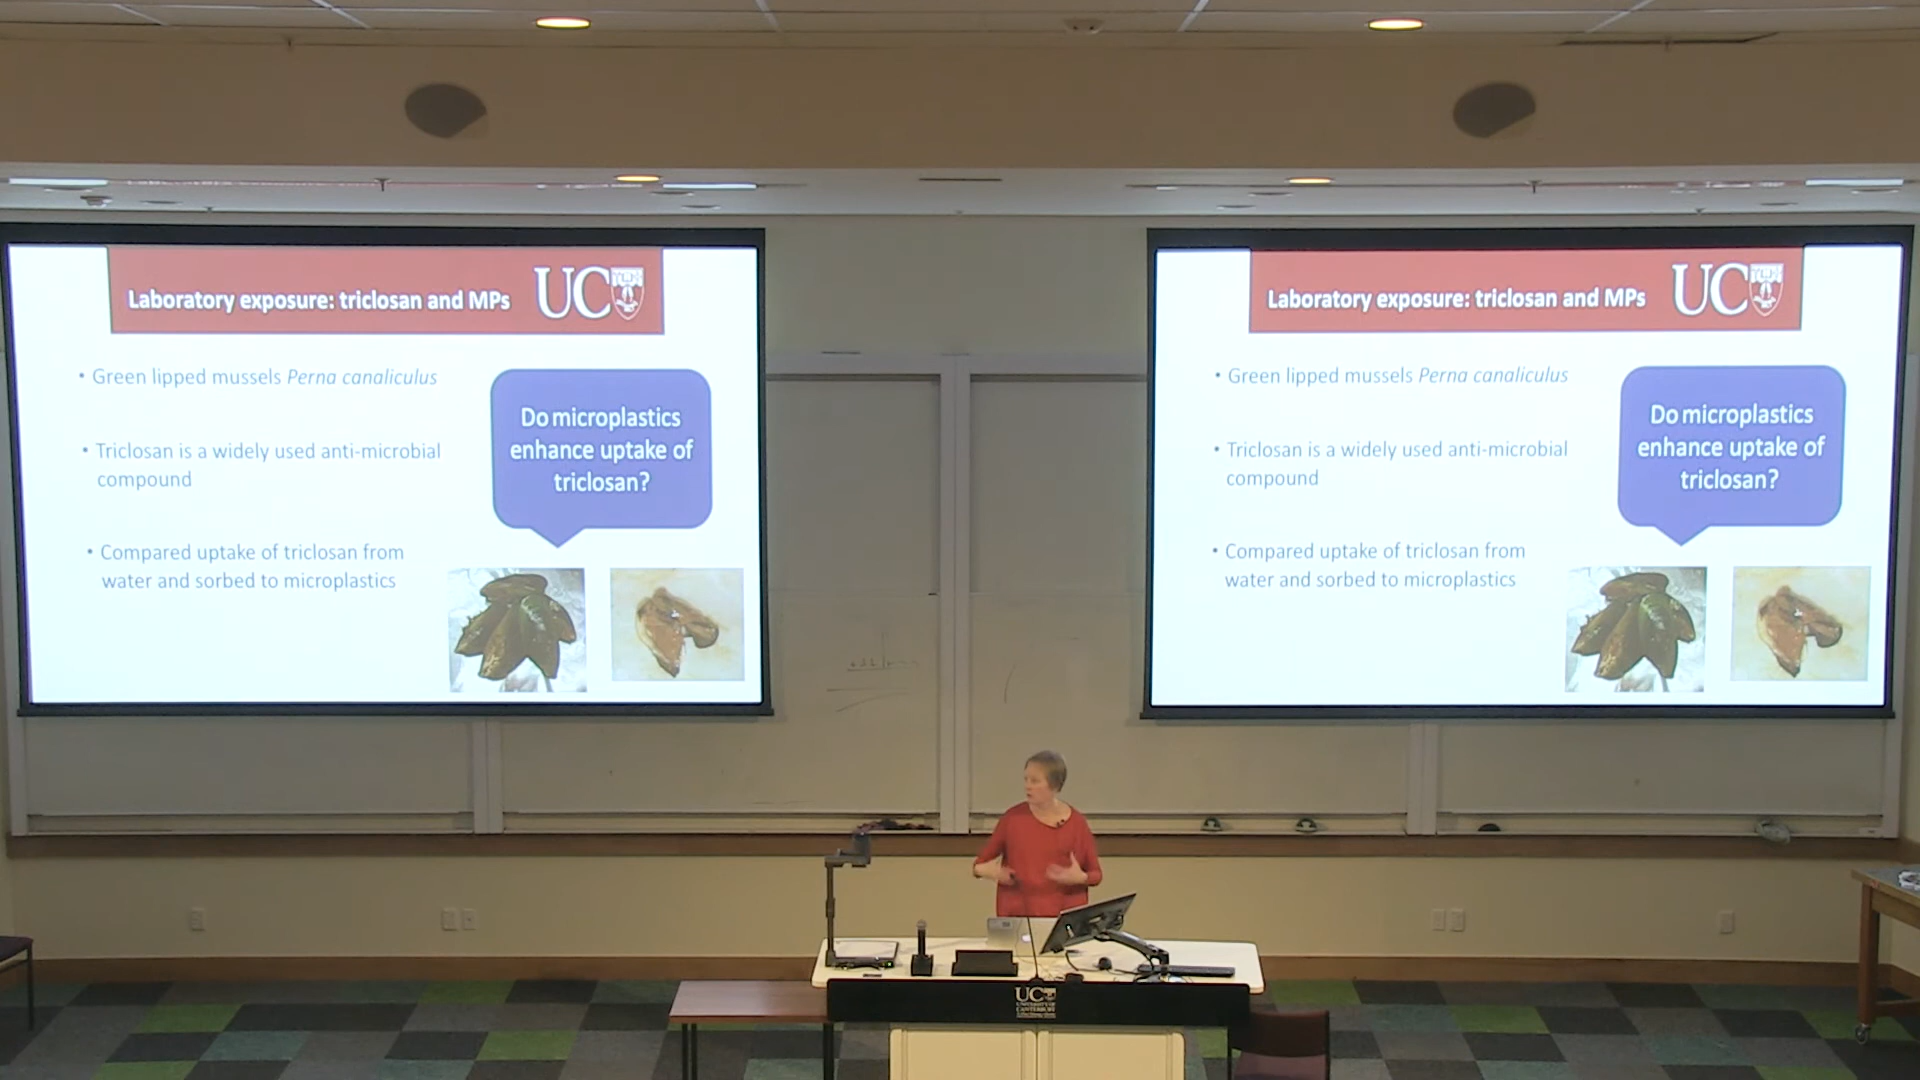 Laboratory exposure: triclosan and MPs
UC
• Green lipped mussels Perna canaliculus
• Triclosan is a widely used anti-microbial
compound
• Compared uptake of triclosan from
water and sorbed to microplastics
Do microplastics
enhance uptake of
triclosan?
Laboratory exposure: triclosan and MPs
UC
• Green lipped mussels Perna canaliculus
• Triclosan is a widely used anti-microbial
compound
• Compared uptake of triclosan from
water and sorbed to microplastics
Do microplastics
enhance uptake of
triclosan?
UC
UNIVERSITY OF
CANTERBURY